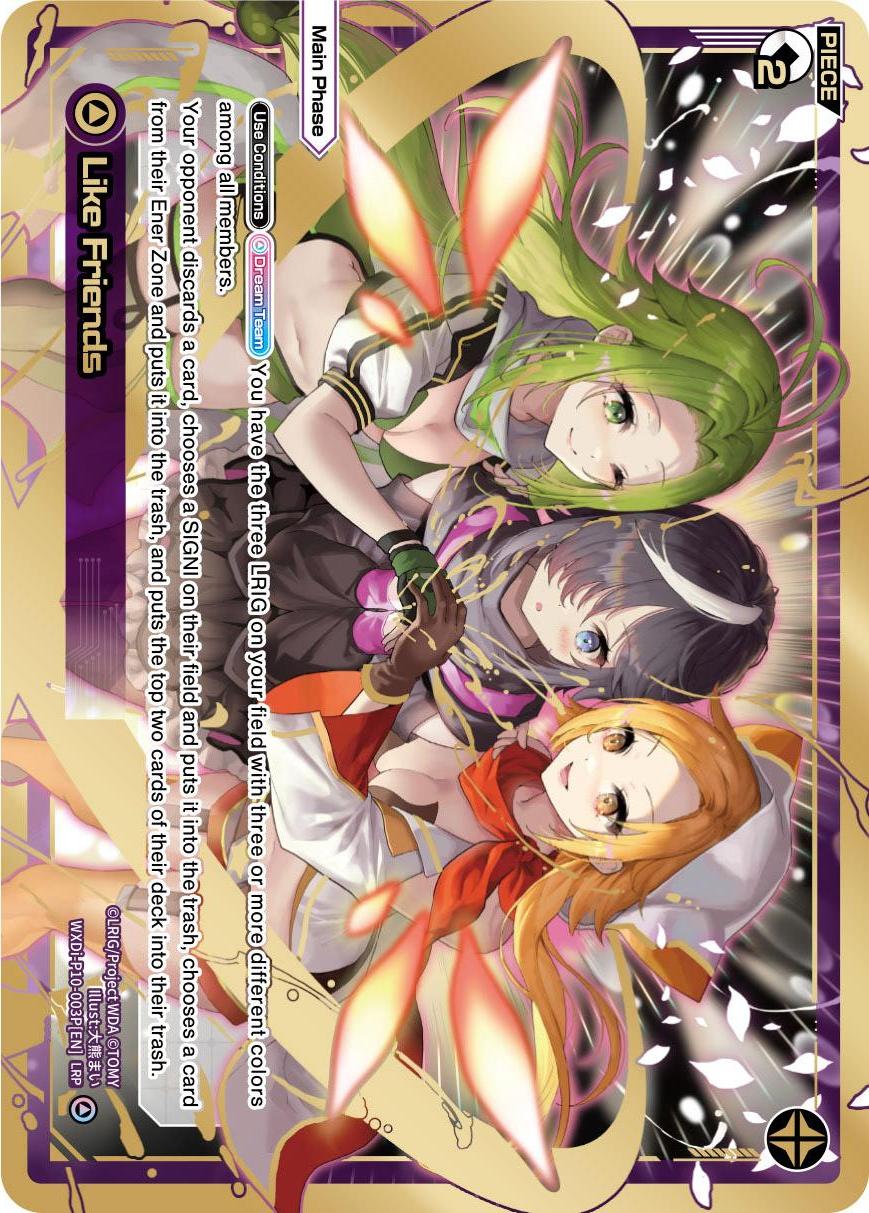 PIECE
2
Main Phase
Use Conditions Dream Team You have the three LRIG on your field with three or more different colors
among all members.
Your opponent discards a card, chooses a SIGNI on their field and puts it into the trash, chooses a card
from their Ener Zone and puts it into the trash, and puts the top two cards of their deck into their trash.
Like Friends
©LRIG/Project WDA ©TOMY
Illust:大熊まい
WXDi-P10-003P[EN] LRP